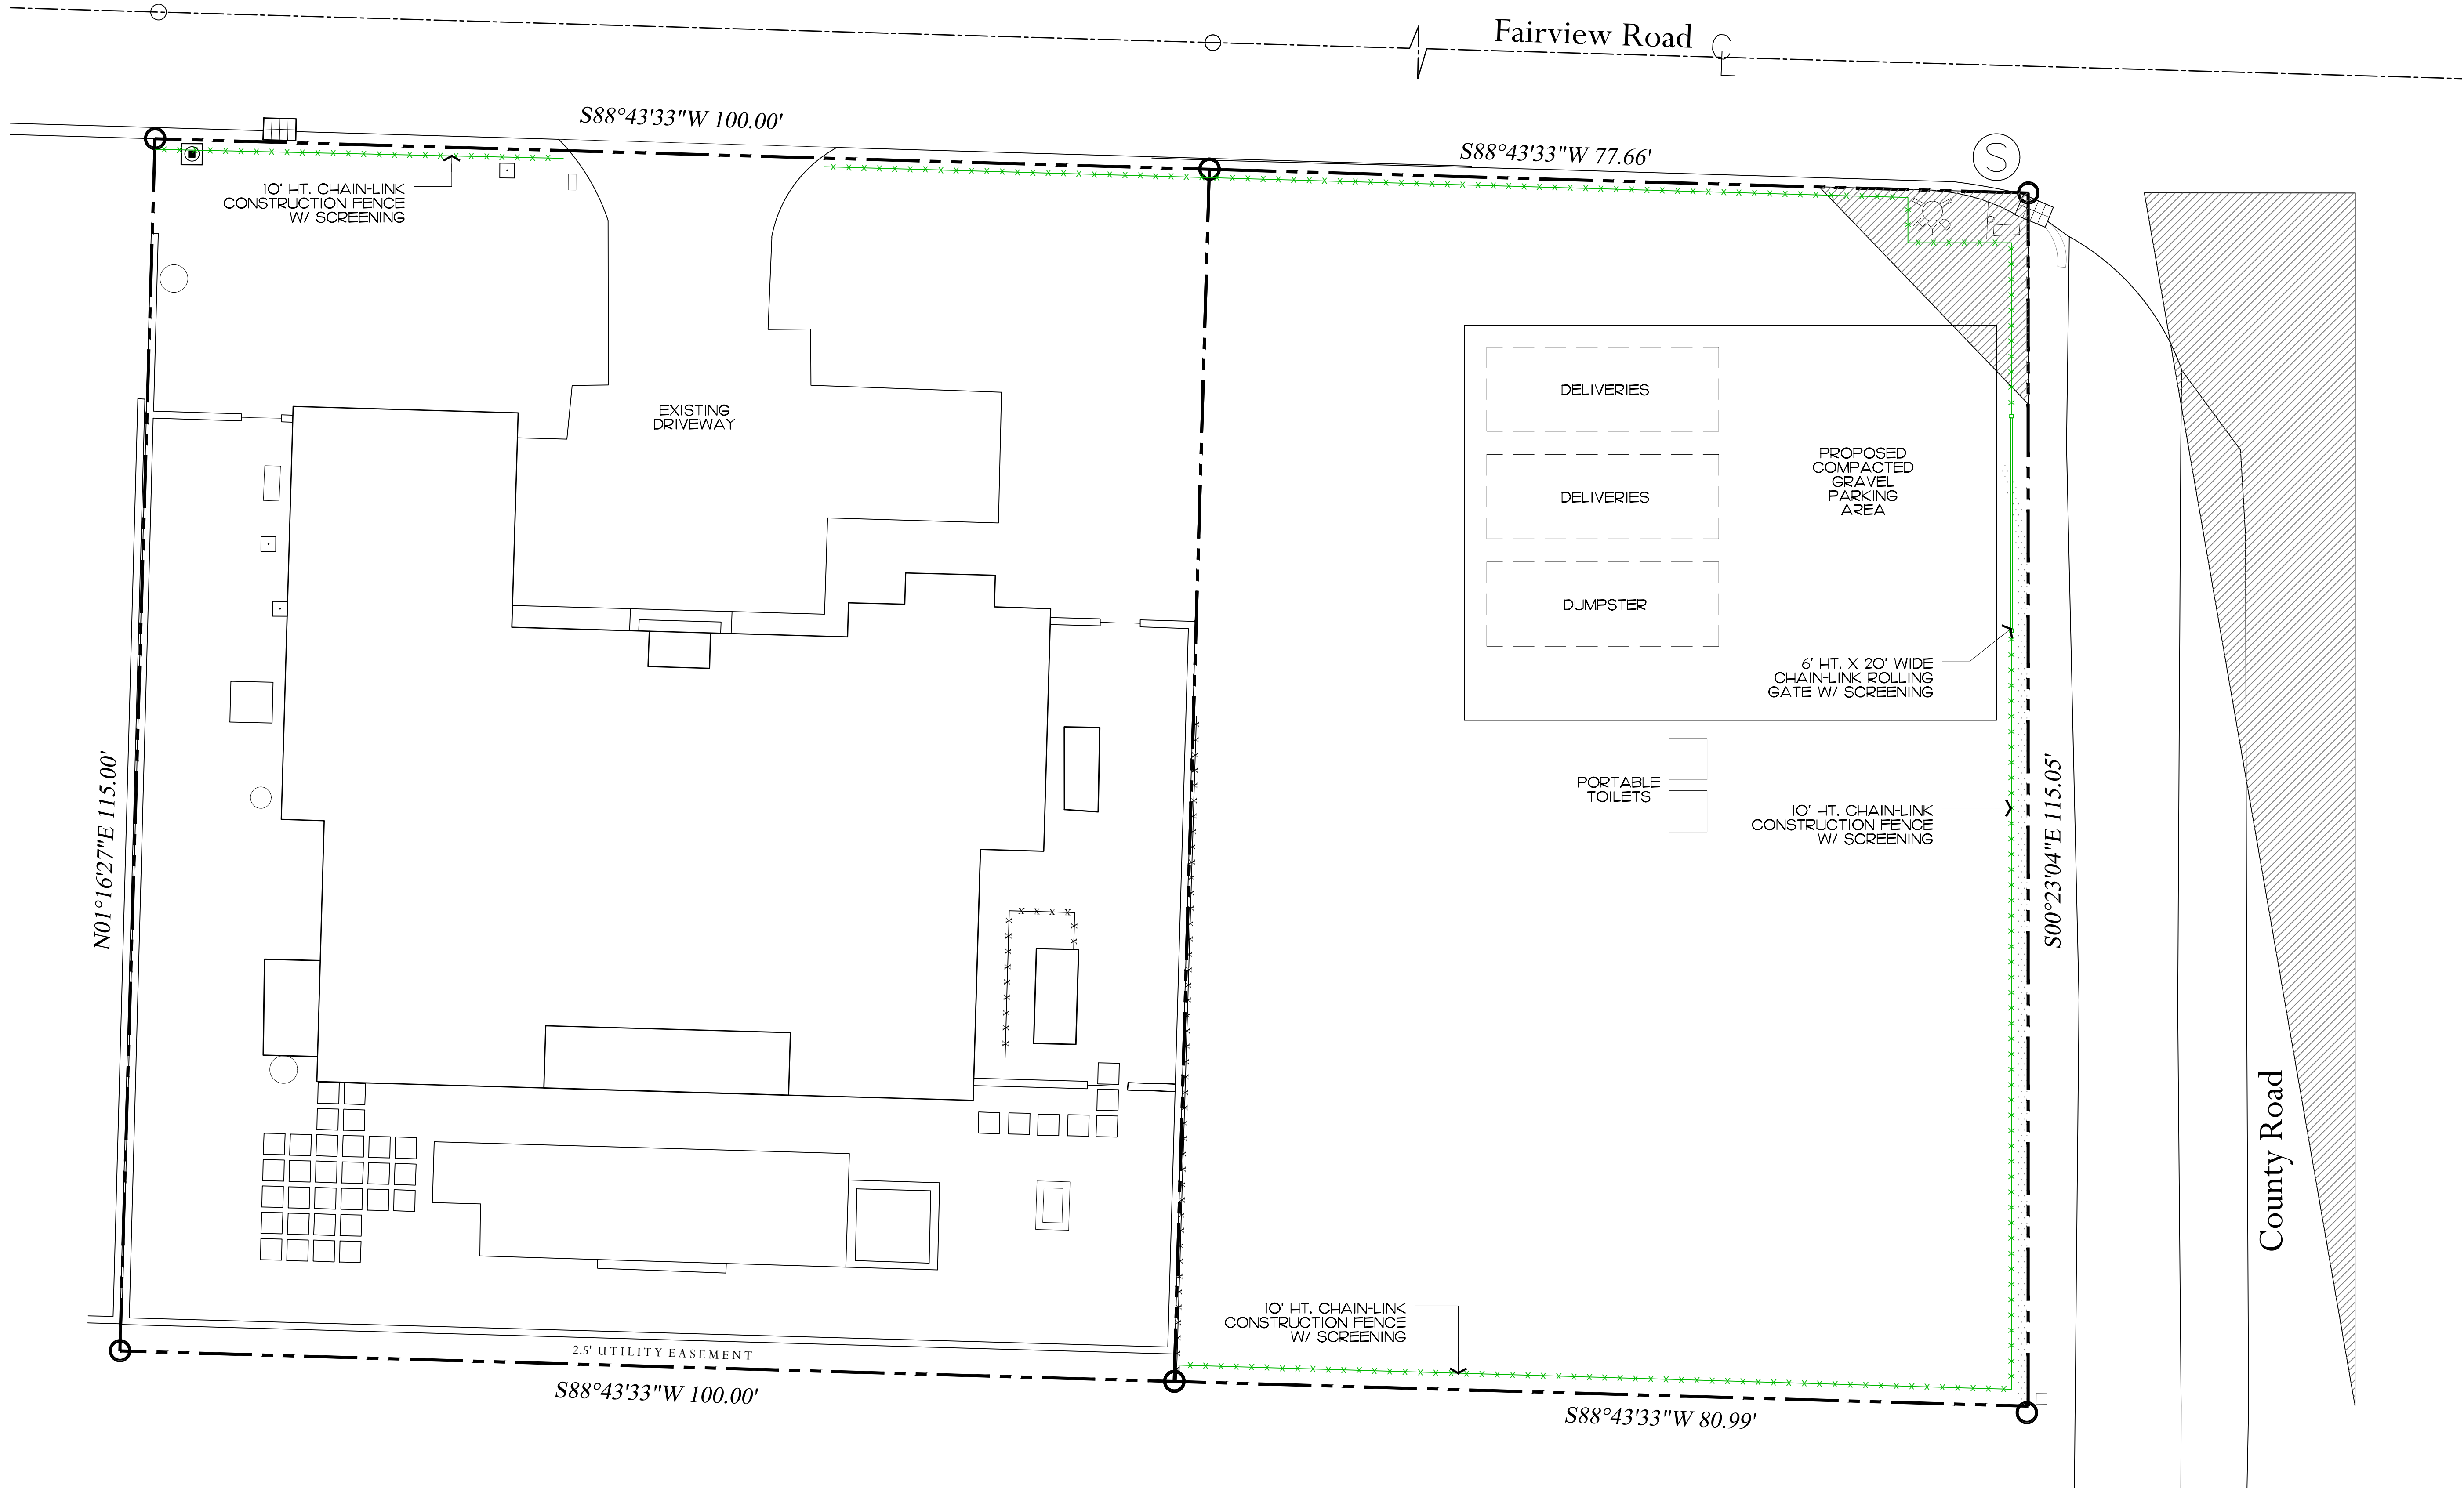 Fairview Road
S88°43'33"W 100.00'
S88°43'33"W 77.66'
S
10' HT. CHAIN-LINK
CONSTRUCTION FENCE
W/ SCREENING
EXISTING
DRIVEWAY
DELIVERIES
DELIVERIES
DUMPSTER
PROPOSED
COMPACTED
GRAVEL
PARKING
AREA
6' HT. X 20' WIDE
CHAIN-LINK ROLLING
GATE W/ SCREENING
PORTABLE
TOILETS
10' HT. CHAIN-LINK
CONSTRUCTION FENCE
W/ SCREENING
N01°16'27"E 115.00'
S00°23'04"E 115.05'
County Road
10' HT. CHAIN-LINK
CONSTRUCTION FENCE
W/ SCREENING
2.5' UTILITY EASEMENT
S88°43'33"W 100.00'
S88°43'33"W 80.99'